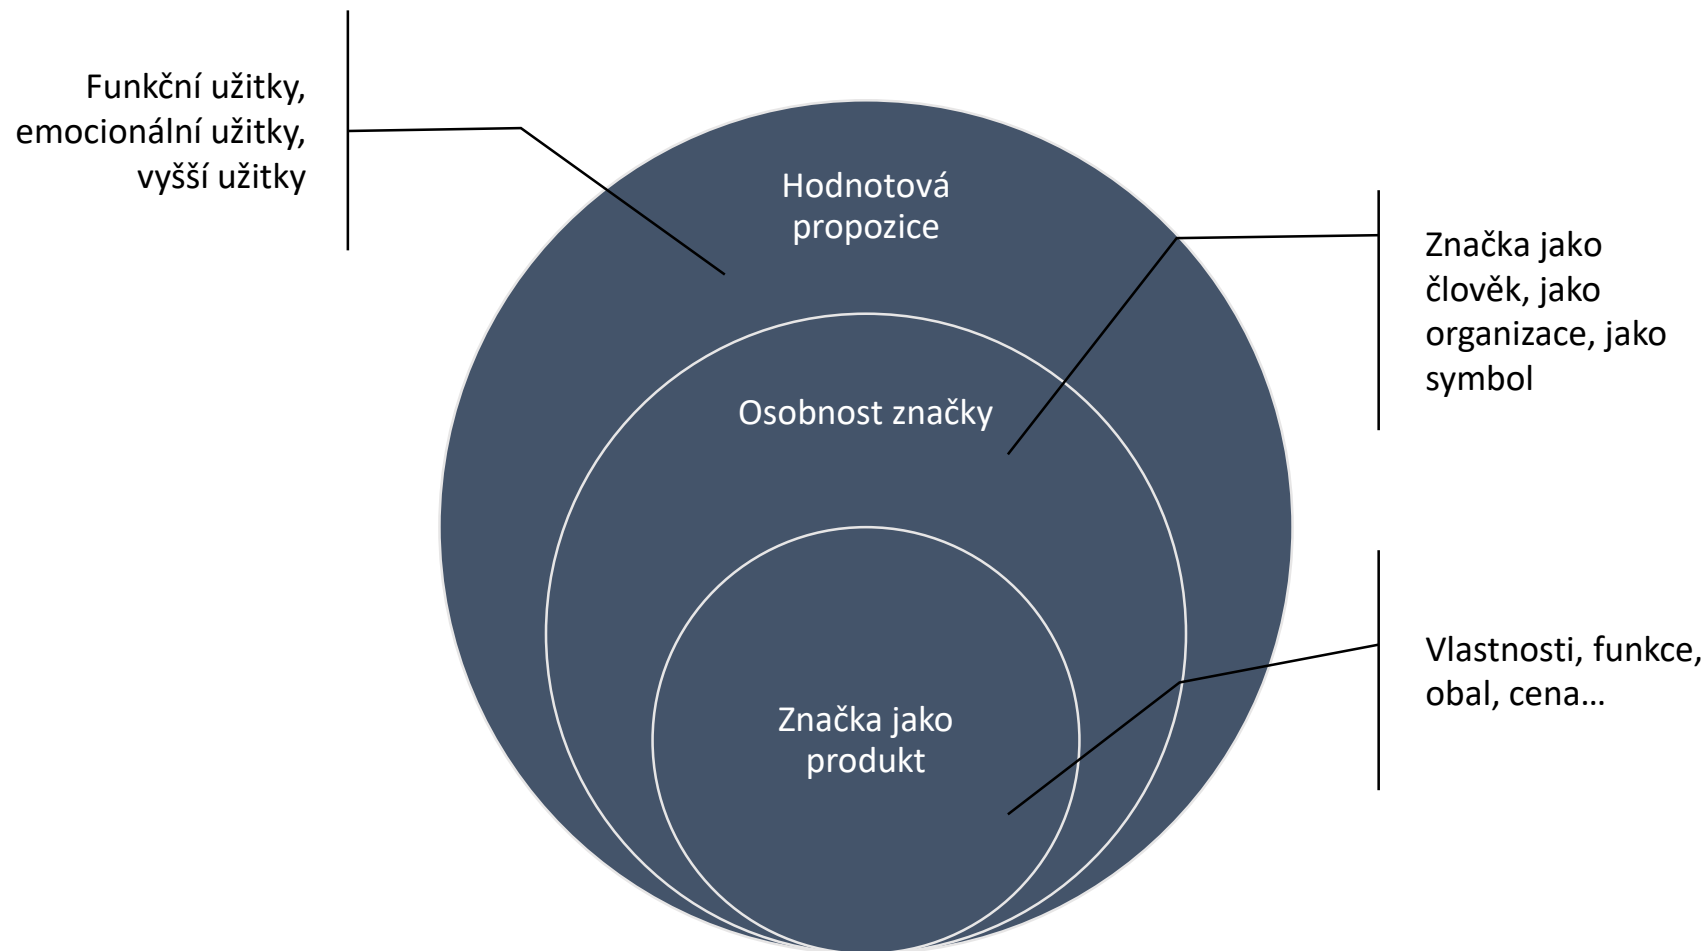 Funkční užitky,
emocionální užitky,
vyšší užitky
Hodnotová
propozice
Značka jako
člověk, jako
organizace, jako
symbol
Osobnost značky
Vlastnosti, funkce,
obal, cena…
Značka jako
produkt